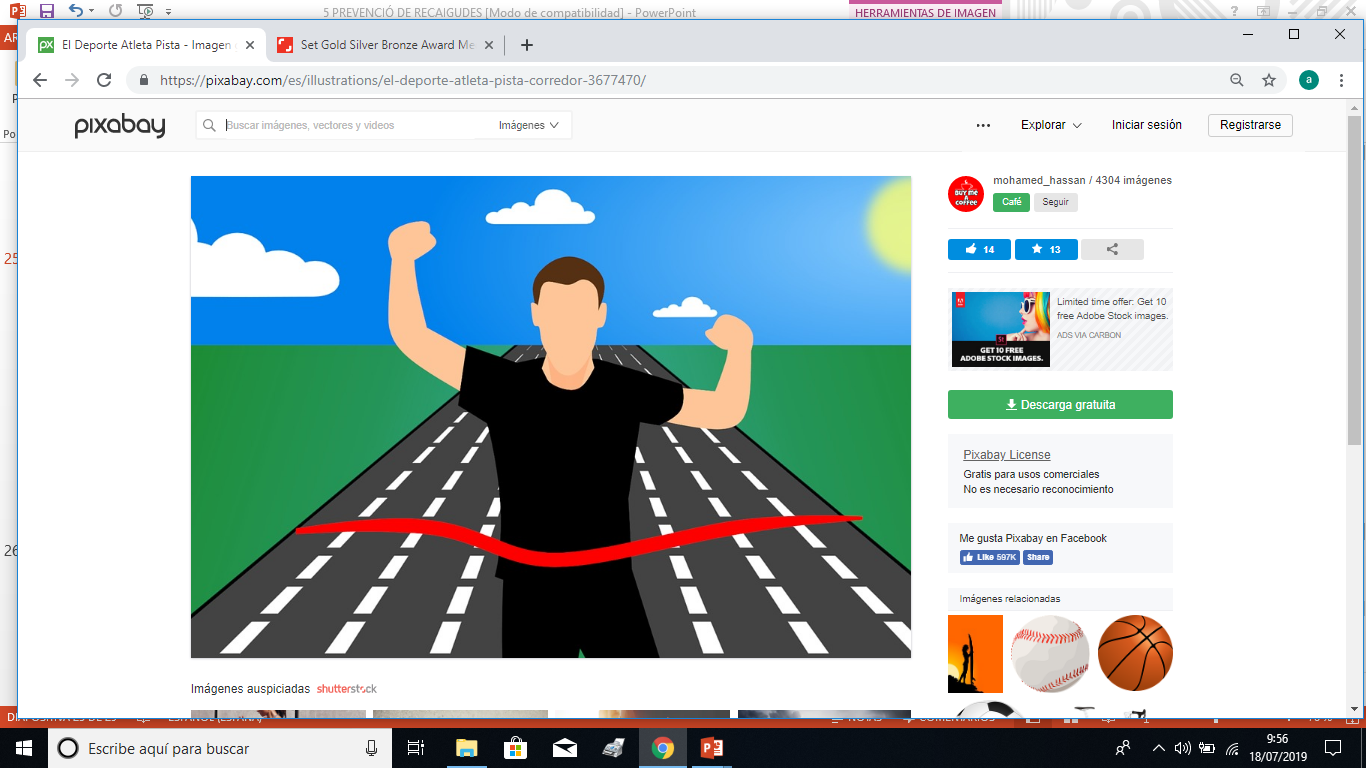 5 PREVENCIÓ DE RECAIGUDES [Modo de compatibilidad] - PowerPoint
HERRAMIENTAS DE IMAGEN
El Deporte Atleta Pista - Imagen
Set Gold Silver Bronze Award Me
https://pixabay.com/es/illustrations/el-deporte-atleta-pista-corredor-3677470/
a
pixabay
Buscar imágenes, vectores y videos
Imágenes
Explorar
Iniciar sesión
Registrarse
mohamed_hassan / 4304 imágenes
BUY ME A COFFEE
Café
Seguir
14
13
Limited time offer: Get 10
free Adobe Stock images.
ADS VIA CARBON
GET 10 FREE
ADOBE STOCK IMAGES.
Descarga gratuita
Pixabay License
Gratis para usos comerciales
No es necesario reconocimiento
Me gusta Pixabay en Facebook
Like 597K
Share
Imágenes relacionadas
Imágenes auspiciadas shutterstock
25
26
Escribe aquí para buscar
9:56
18/07/2019